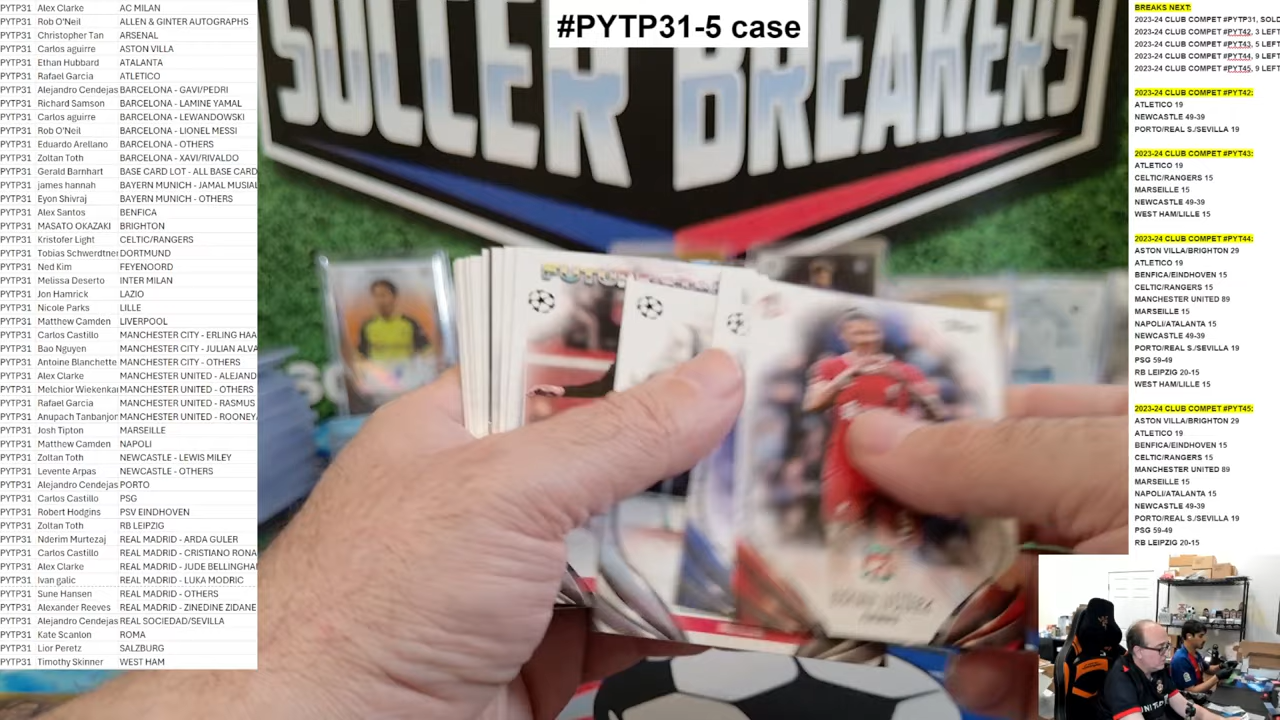 #PYTP31-5 case
SOCCER BREAKERS
PYTP31 Alex Clarke AC MILAN
PYTP31 Rob O'Neil ALLEN & GINTER AUTOGRAPHS
PYTP31 Christopher Tan ARSENAL
PYTP31 Carlos aguirre ASTON VILLA
PYTP31 Ethan Hubbard ATALANTA
PYTP31 Rafael Garcia ATLETICO
PYTP31 Alejandro Cendejas BARCELONA - GAVI/PEDRI
PYTP31 Richard Samson BARCELONA - LAMINE YAMAL
PYTP31 Carlos aguirre BARCELONA - LEWANDOWSKI
PYTP31 Rob O'Neil BARCELONA - LIONEL MESSI
PYTP31 Eduardo Arellano BARCELONA - OTHERS
PYTP31 Zoltan Toth BARCELONA - XAVI/RIVALDO
PYTP31 Gerald Barnhart BASE CARD LOT - ALL BASE CARD
PYTP31 james hannah BAYERN MUNICH - JAMAL MUSIAL
PYTP31 Eyon Shivraj BAYERN MUNICH - OTHERS
PYTP31 Alex Santos BENFICA
PYTP31 MASATO OKAZAKI BRIGHTON
PYTP31 Kristofer Light CELTIC/RANGERS
PYTP31 Tobias Schwerdtner DORTMUND
PYTP31 Ned Kim FEYENOORD
PYTP31 Melissa Deserto INTER MILAN
PYTP31 Jon Hamrick LAZIO
PYTP31 Nicole Parks LILLE
PYTP31 Matthew Camden LIVERPOOL
PYTP31 Carlos Castillo MANCHESTER CITY - ERLING HAA
PYTP31 Bao Nguyen MANCHESTER CITY - JULIAN ALVA
PYTP31 Antoine Blanchette MANCHESTER CITY - OTHERS
PYTP31 Alex Clarke MANCHESTER UNITED - ALEJAND
PYTP31 Melchior Wiekenka MANCHESTER UNITED - OTHERS
PYTP31 Rafael Garcia MANCHESTER UNITED - RASMUS
PYTP31 Anupach Tanbanjor MANCHESTER UNITED - ROONEY
PYTP31 Josh Tipton MARSEILLE
PYTP31 Matthew Camden NAPOLI
PYTP31 Zoltan Toth NEWCASTLE - LEWIS MILEY
PYTP31 Levente Arpas NEWCASTLE - OTHERS
PYTP31 Alejandro Cendejas PORTO
PYTP31 Carlos Castillo PSG
PYTP31 Robert Hodgins PSV EINDHOVEN
PYTP31 Zoltan Toth RB LEIPZIG
PYTP31 Nderim Murtezaj REAL MADRID - ARDA GULER
PYTP31 Carlos Castillo REAL MADRID - CRISTIANO RONA
PYTP31 Alex Clarke REAL MADRID - JUDE BELLINGHA
PYTP31 Ivan galic REAL MADRID - LUKA MODRIC
PYTP31 Sune Hansen REAL MADRID - OTHERS
PYTP31 Alexander Reeves REAL MADRID - ZINEDINE ZIDANE
PYTP31 Alejandro Cendejas REAL SOCIEDAD/SEVILLA
PYTP31 Kate Scanlon ROMA
PYTP31 Lior Peretz SALZBURG
PYTP31 Timothy Skinner WEST HAM
BREAKS NEXT:
2023-24 CLUB COMPET #PYTP31, SOLD
2023-24 CLUB COMPET #PYT42, 3 LEFT
2023-24 CLUB COMPET #PYT43, 5 LEFT
2023-24 CLUB COMPET #PYT44, 9 LEFT
2023-24 CLUB COMPET #PYT45, 9 LEFT
2023-24 CLUB COMPET #PYT42:
ATLETICO 19
NEWCASTLE 49-39
PORTO/REAL S./SEVILLA 19
2023-24 CLUB COMPET #PYT43:
ATLETICO 19
CELTIC/RANGERS 15
MARSEILLE 15
NEWCASTLE 49-39
WEST HAM/LILLE 15
2023-24 CLUB COMPET #PYT44:
ASTON VILLA/BRIGHTON 29
ATLETICO 19
BENFICA/EINDHOVEN 15
CELTIC/RANGERS 15
MANCHESTER UNITED 89
MARSEILLE 15
NAPOLI/ATALANTA 15
NEWCASTLE 49-39
PORTO/REAL S./SEVILLA 19
PSG 59-49
RB LEIPZIG 20-15
WEST HAM/LILLE 15
2023-24 CLUB COMPET #PYT45:
ASTON VILLA/BRIGHTON 29
ATLETICO 19
BENFICA/EINDHOVEN 15
CELTIC/RANGERS 15
MANCHESTER UNITED 89
MARSEILLE 15
NAPOLI/ATALANTA 15
NEWCASTLE 49-39
PORTO/REAL S./SEVILLA 19
PSG 59-49
RB LEIPZIG 20-15